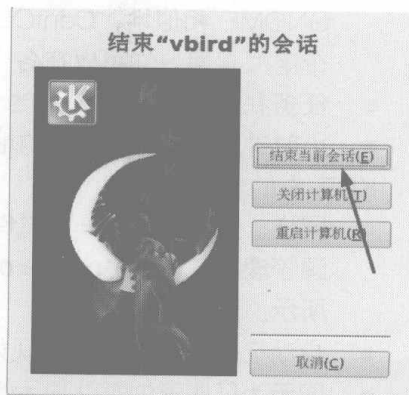 结束“vbird”的会话
K
结束当前会话(E)
关闭计算机(T)
重启计算机(R)
取消(C)